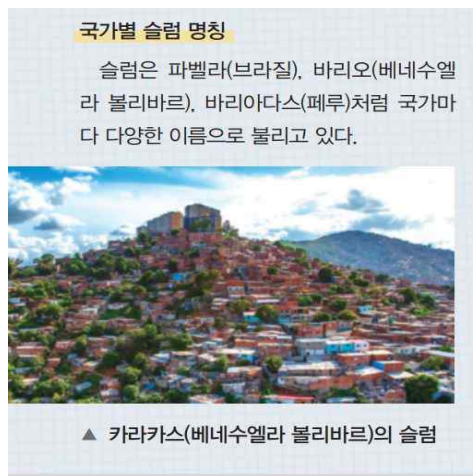 국가별 슬럼 명칭
슬럼은 파벨라(브라질), 바리오(베네수엘
라 볼리바르), 바리아다스(페루)처럼 국가마
다 다양한 이름으로 불리고 있다.
▲ 카라카스(베네수엘라 볼리바르)의 슬럼